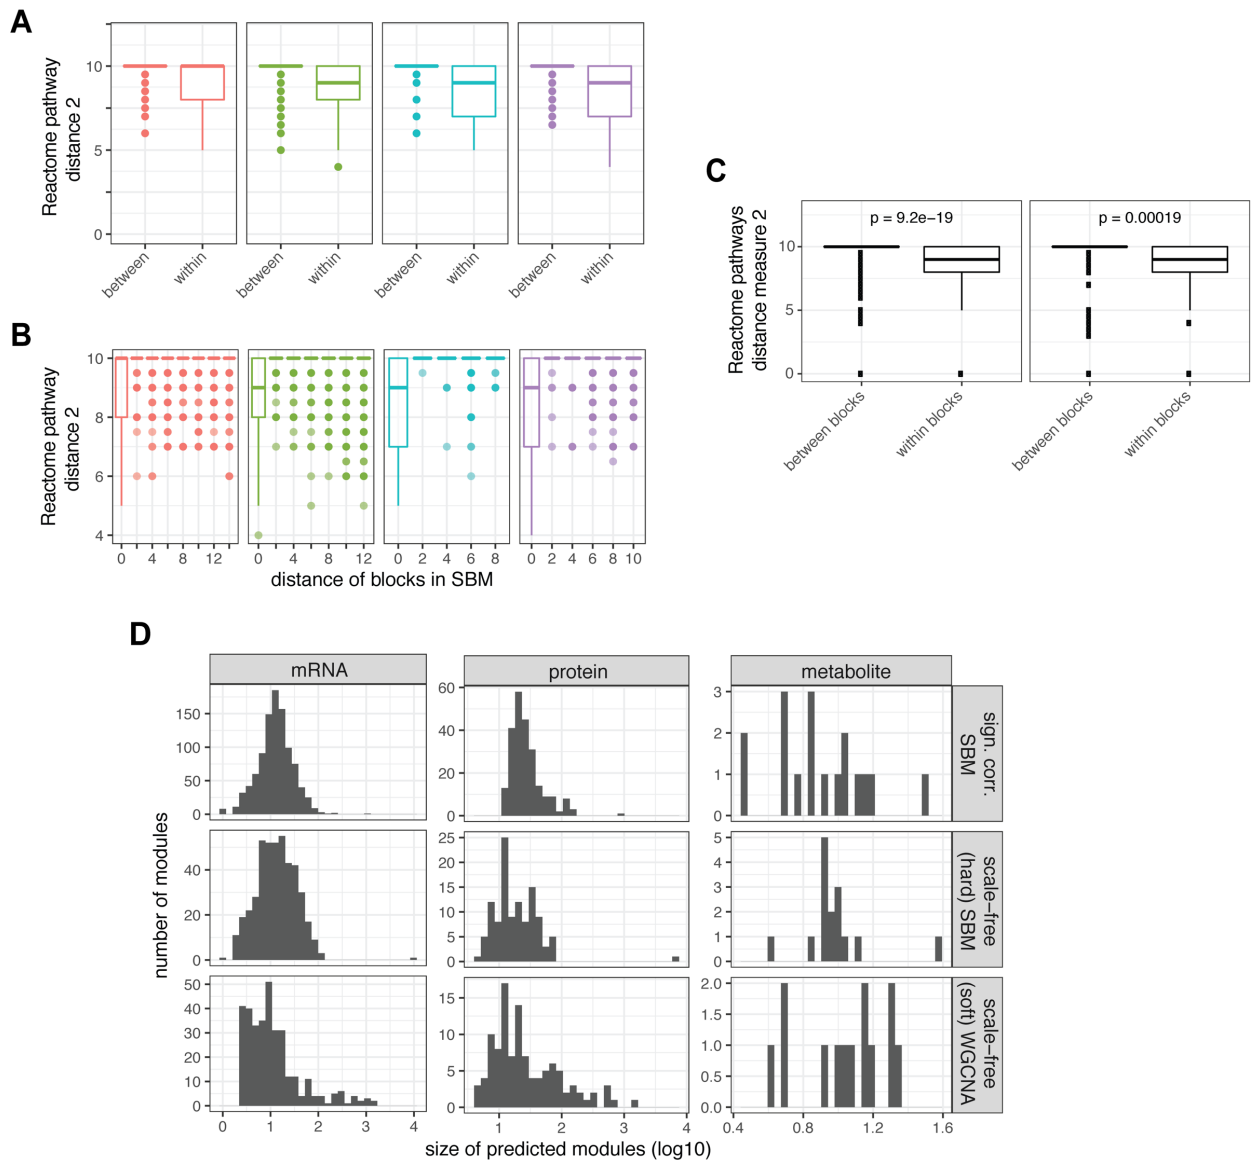 A
Reactome pathway
distance 2
10
5
0
between
within
between
within
between
within
between
within
B
Reactome pathway
distance 2
10
8
6
4
0 4 8 12
0 4 8 12
0 2 4 6 8
0 2 4 6 8 10
distance of blocks in SBM
C
Reactome pathways
distance measure 2
10
5
0
p = 9.2e−19
p = 0.00019
between blocks
within blocks
between blocks
within blocks
D
mRNA
protein
metabolite
number of modules
150
100
50
0
60
40
20
0
3
2
1
0
sign. corr.
SBM
40
20
0
25
20
15
10
5
0
5
4
3
2
1
0
scale−free
(hard) SBM
50
40
30
20
10
0
15
10
5
0
2.0
1.5
1.0
0.5
0.0
scale−free
(soft) WGCNA
0 1 2 3 4
1 2 3 4
0.4 0.8 1.2 1.6
size of predicted modules (log10)